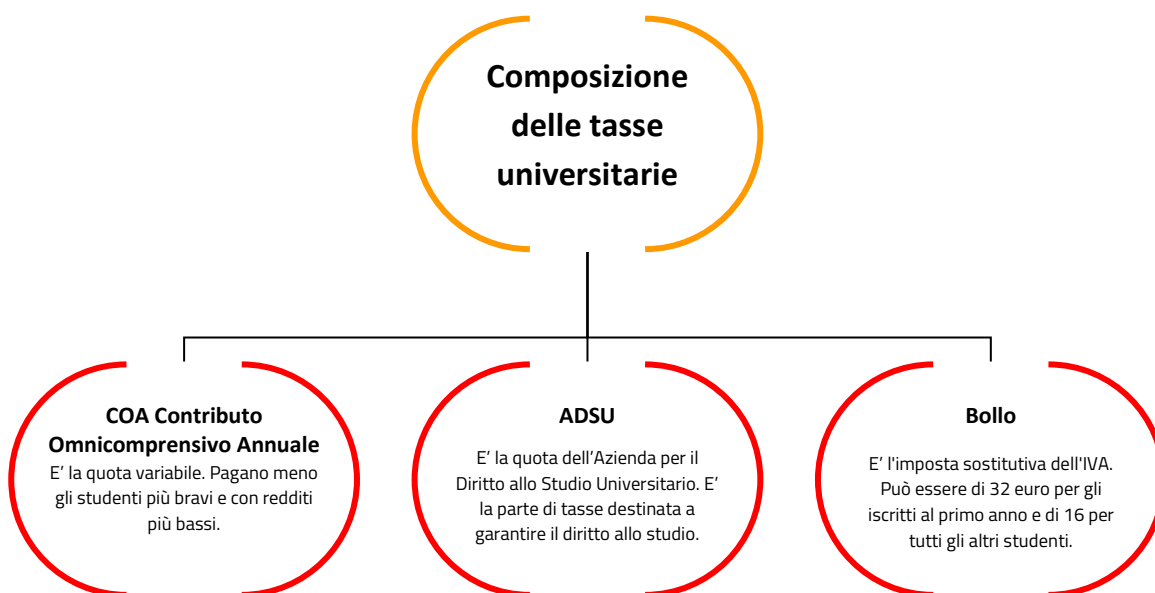 Composizione
delle tasse
universitarie
COA Contributo
Omnicomprensivo Annuale
E’ la quota variabile. Pagano meno
gli studenti più bravi e con redditi
più bassi.
ADSU
E’ la quota dell’Azienda per il
Diritto allo Studio Universitario. E’
la parte di tasse destinata a
garantire il diritto allo studio.
Bollo
E’ l'imposta sostitutiva dell'IVA.
Può essere di 32 euro per gli
iscritti al primo anno e di 16 per
tutti gli altri studenti.